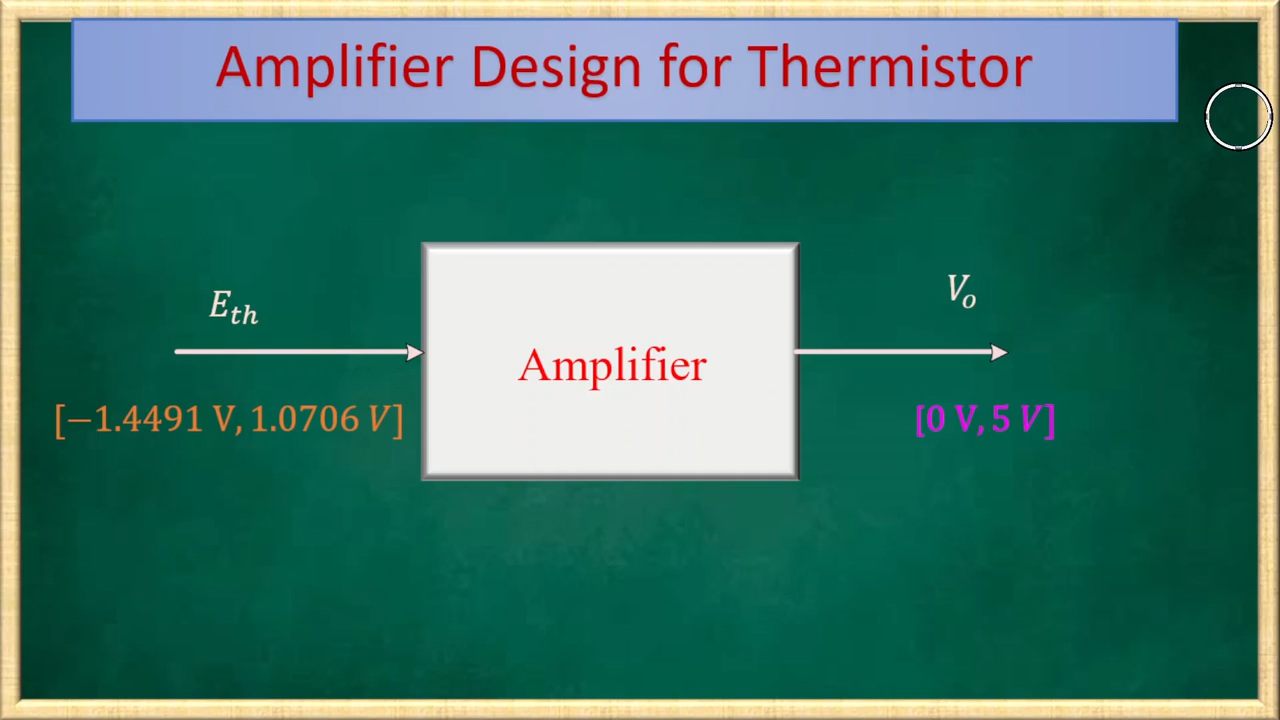 Amplifier Design for Thermistor
E_th
V_o
Amplifier
[−1.4491 V, 1.0706 V]
[0 V, 5 V]